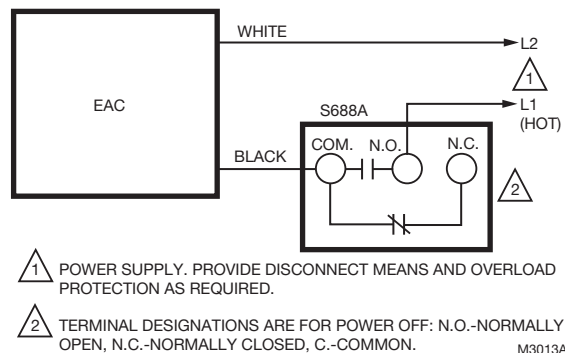 WHITE
L2
1
EAC
S688A
L1
(HOT)
COM. N.O. N.C.
BLACK
2
1 POWER SUPPLY. PROVIDE DISCONNECT MEANS AND OVERLOAD
PROTECTION AS REQUIRED.
2 TERMINAL DESIGNATIONS ARE FOR POWER OFF: N.O.-NORMALLY
OPEN, N.C.-NORMALLY CLOSED, C.-COMMON.
M3013A